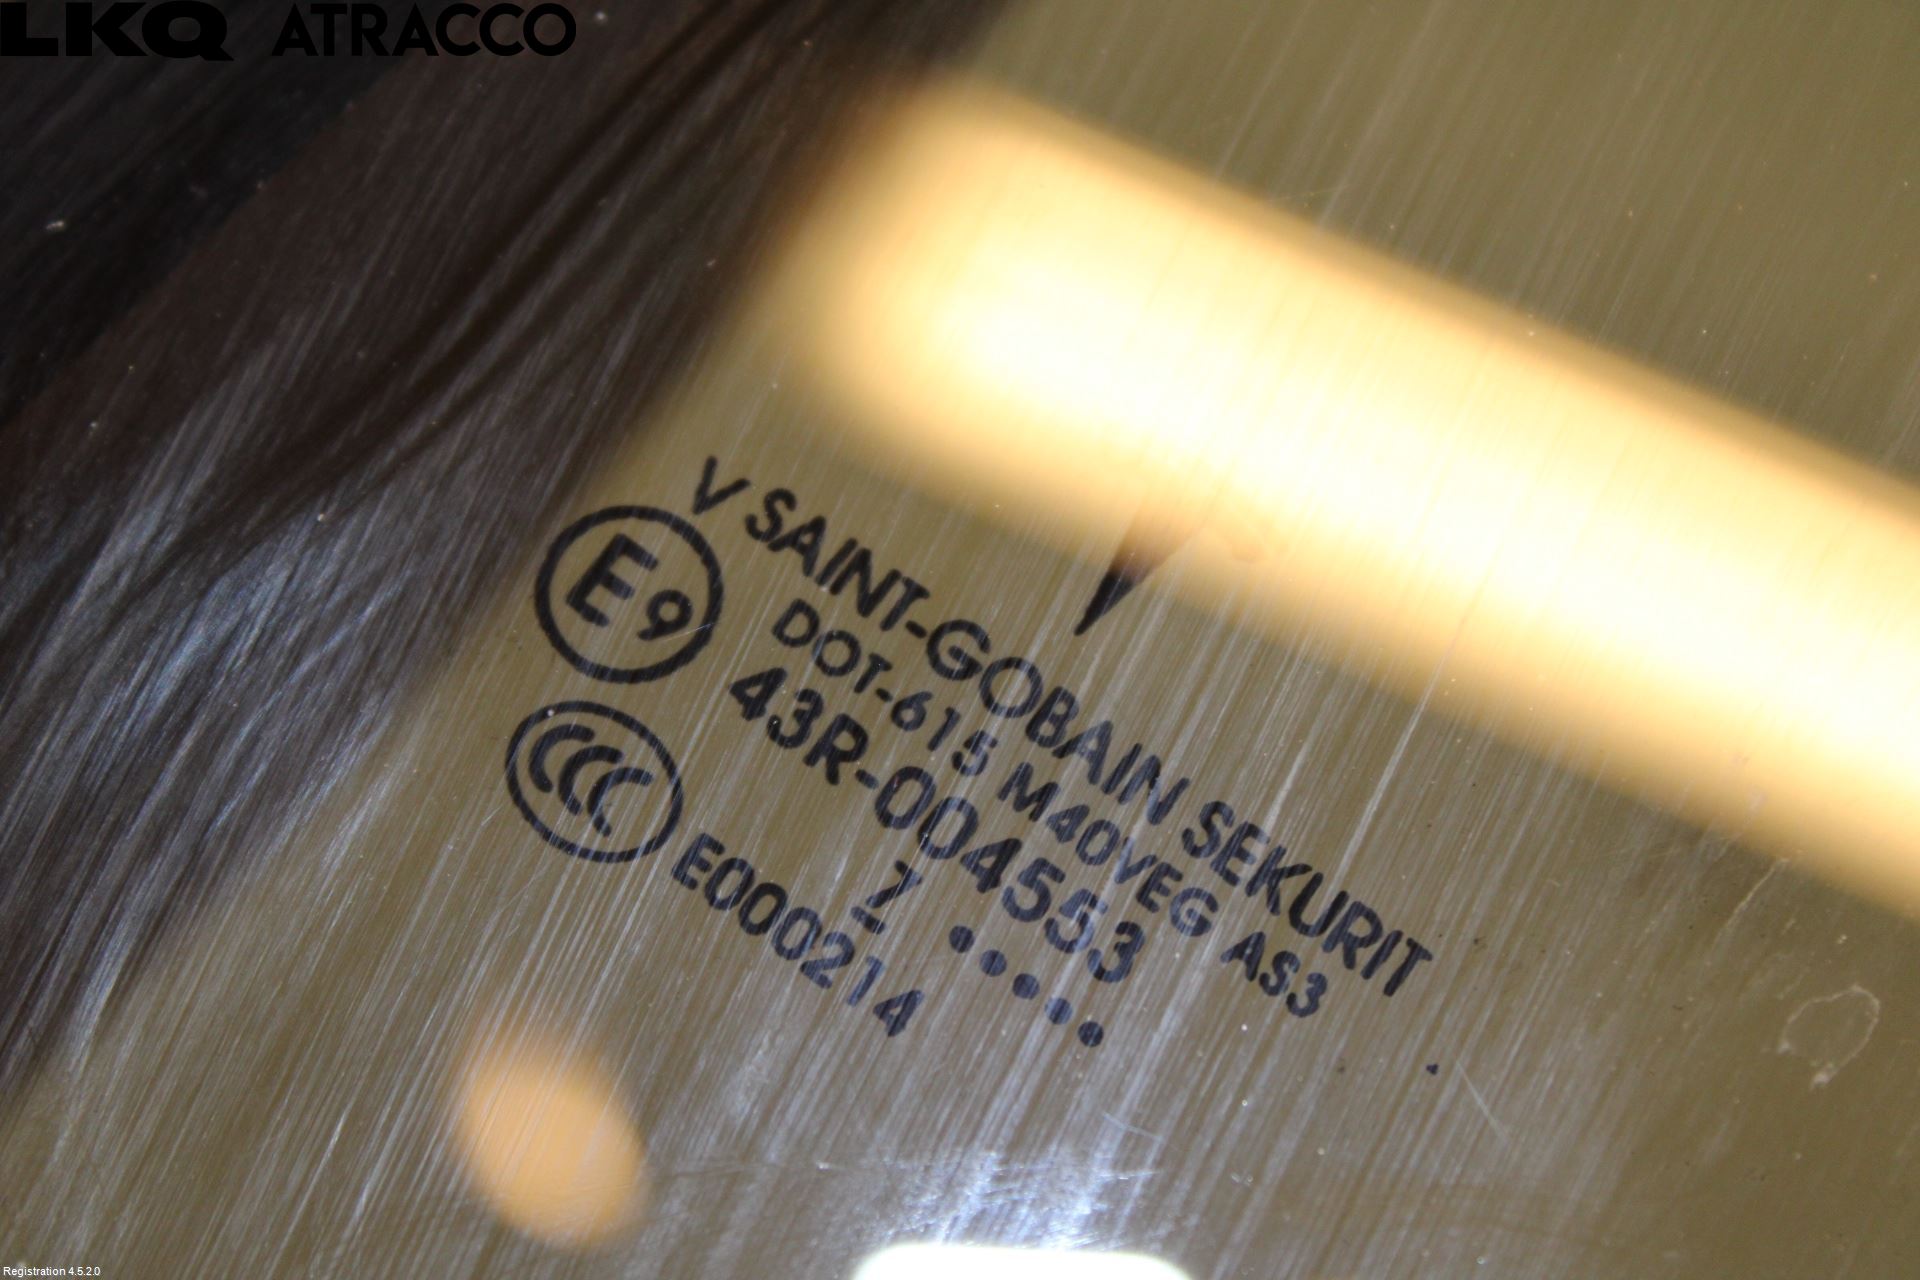 LKQ ATRACCO
V SAINT-GOBAIN SEKURIT
E9 DOT-615 M40VEG AS3
43R-004553
Z •••••
CCC E000214
Registration 4.5.2.0